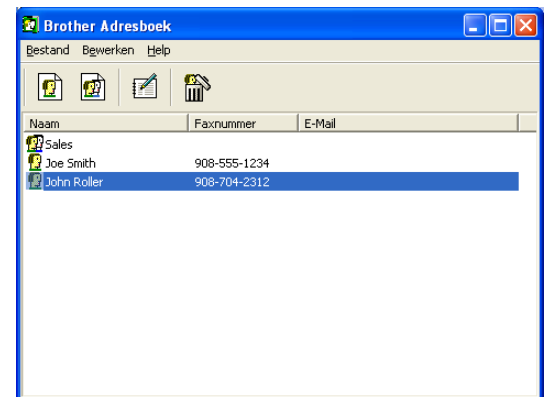 Brother Adresboek
Bestand Bewerken Help
Naam Faxnummer E-Mail
Sales
Joe Smith 908-555-1234
John Roller 908-704-2312